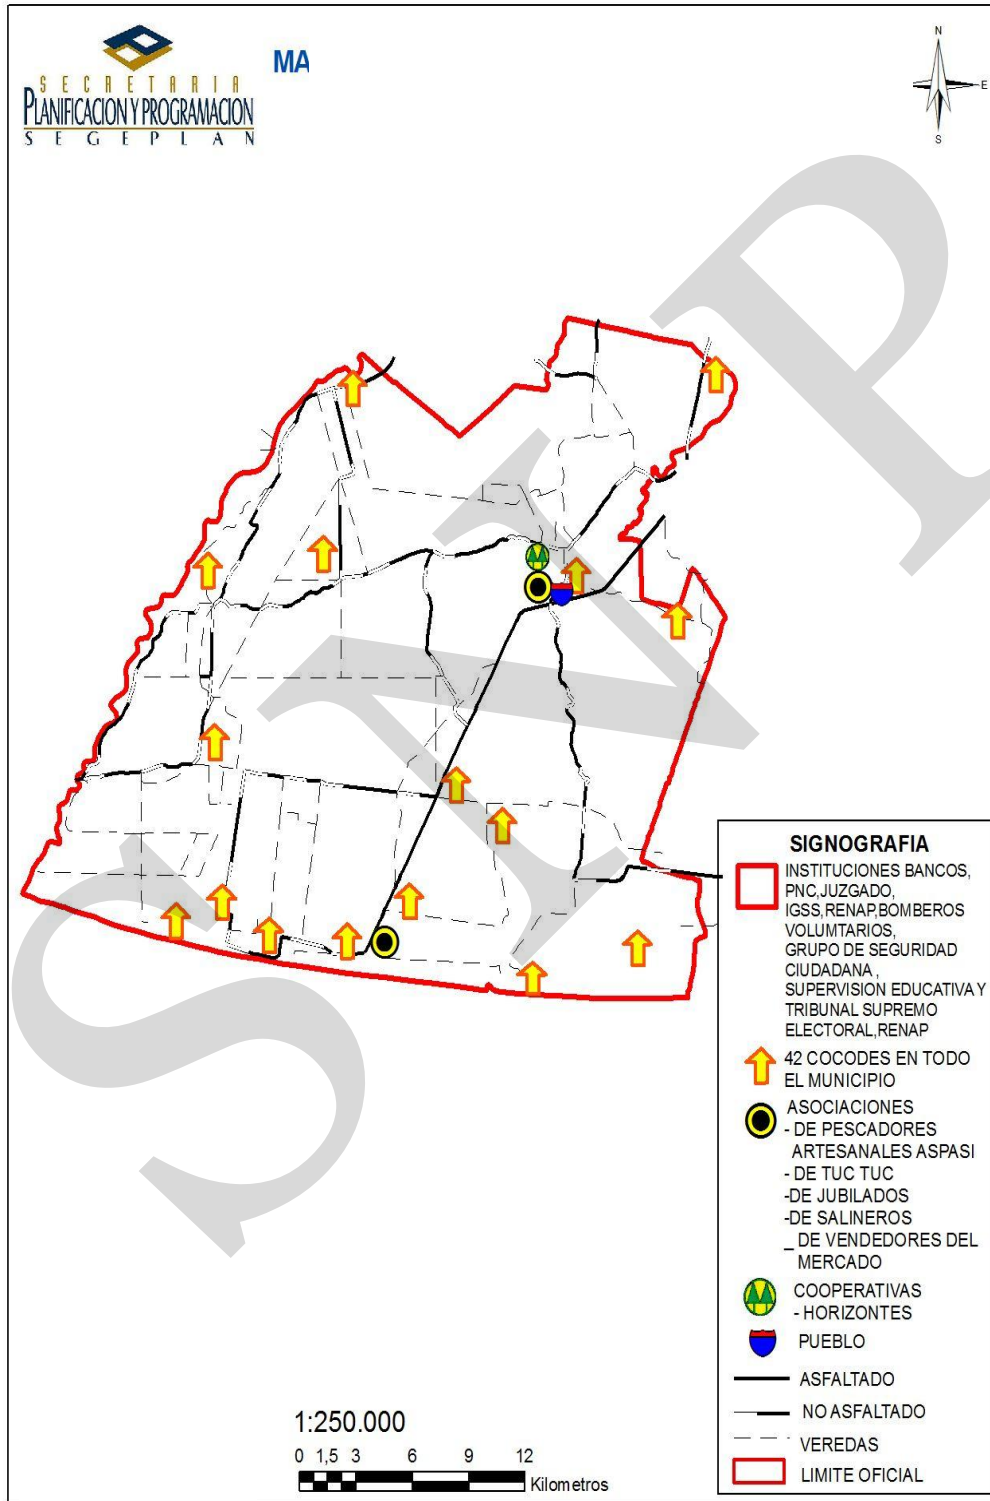 SECRETARIA
PLANIFICACION Y PROGRAMACION
SEGEPLAN
MA
N
E
S
SNP
SIGNOGRAFIA
INSTITUCIONES BANCOS,
PNC,JUZGADO,
IGSS,RENAP,BOMBEROS
VOLUMTARIOS,
GRUPO DE SEGURIDAD
CIUDADANA ,
SUPERVISION EDUCATIVA Y
TRIBUNAL SUPREMO
ELECTORAL,RENAP
42 COCODES EN TODO
EL MUNICIPIO
ASOCIACIONES
- DE PESCADORES
ARTESANALES ASPASI
- DE TUC TUC
-DE JUBILADOS
-DE SALINEROS
_ DE VENDEDORES DEL
MERCADO
COOPERATIVAS
- HORIZONTES
PUEBLO
ASFALTADO
NO ASFALTADO
VEREDAS
LIMITE OFICIAL
1:250.000
0 1,5 3 6 9 12
Kilometros